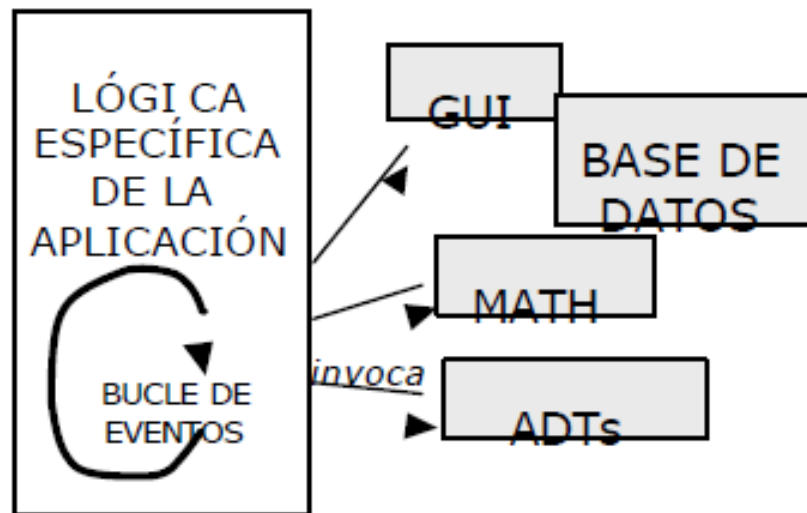 LÓGI CA
ESPECÍFICA
DE LA
APLICACIÓN
BUCLE DE
EVENTOS
invoca
GUI
BASE DE
DATOS
MATH
ADTs